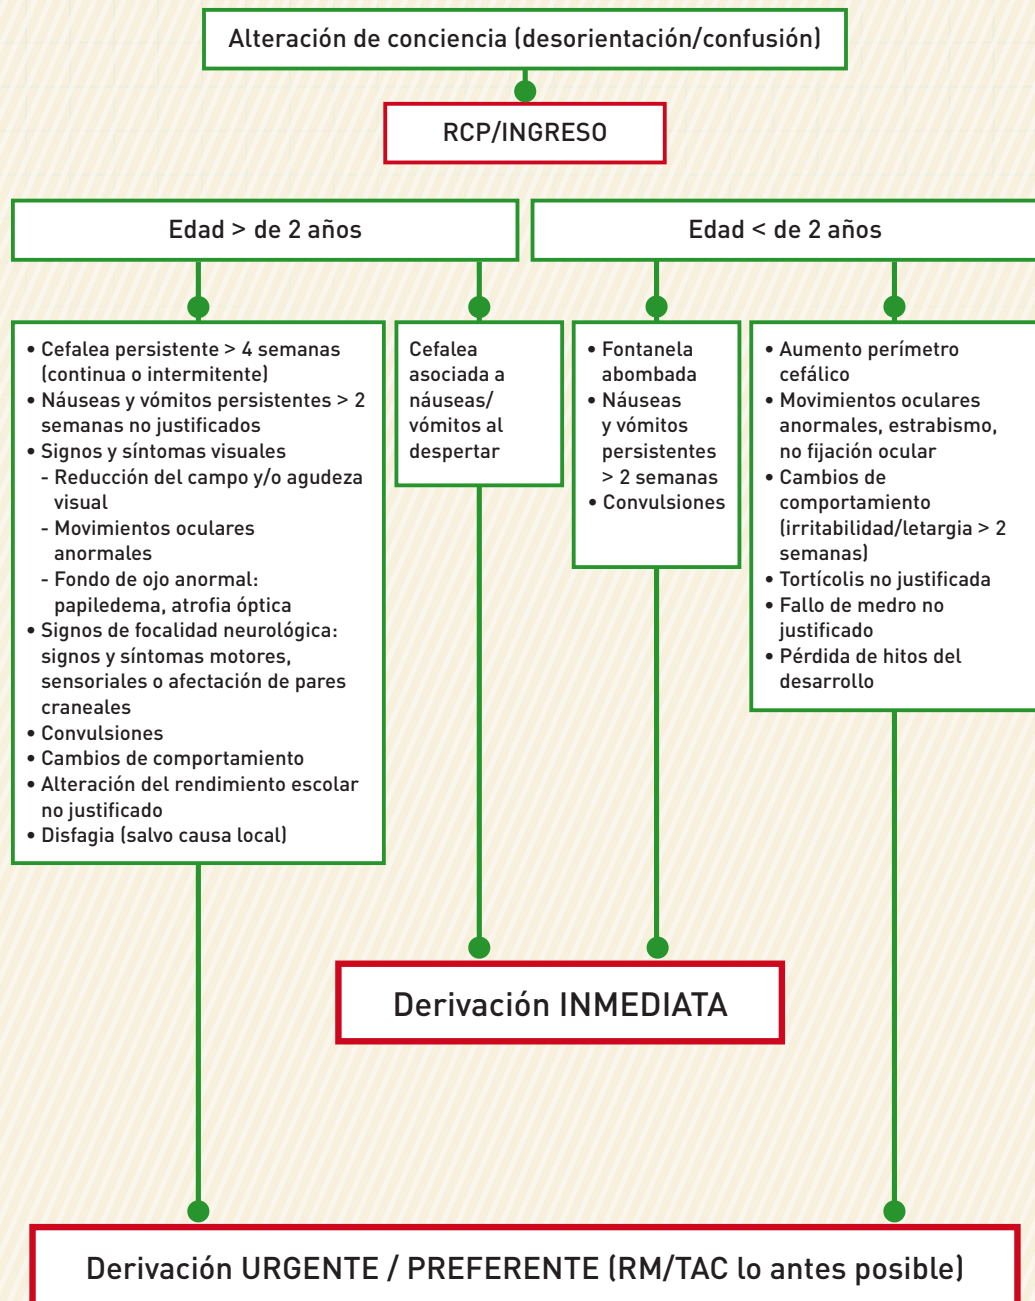 Alteración de conciencia (desorientación/confusión)
RCP/INGRESO
Edad > de 2 años
• Cefalea persistente > 4 semanas
(continua o intermitente)
• Náuseas y vómitos persistentes > 2
semanas no justificados
• Signos y síntomas visuales
- Reducción del campo y/o agudeza
visual
- Movimientos oculares
anormales
- Fondo de ojo anormal:
papiledema, atrofia óptica
• Signos de focalidad neurológica:
signos y síntomas motores,
sensoriales o afectación de pares
craneales
• Convulsiones
• Cambios de comportamiento
• Alteración del rendimiento escolar
no justificado
• Disfagia (salvo causa local)
Cefalea
asociada a
náuseas/
vómitos al
despertar
Edad < de 2 años
• Fontanela
abombada
• Náuseas
y vómitos
persistentes
> 2 semanas
• Convulsiones
• Aumento perímetro
cefálico
• Movimientos oculares
anormales, estrabismo,
no fijación ocular
• Cambios de
comportamiento
(irritabilidad/letargia > 2
semanas)
• Tortícolis no justificada
• Fallo de medro no
justificado
• Pérdida de hitos del
desarrollo
Derivación INMEDIATA
Derivación URGENTE / PREFERENTE (RM/TAC lo antes posible)